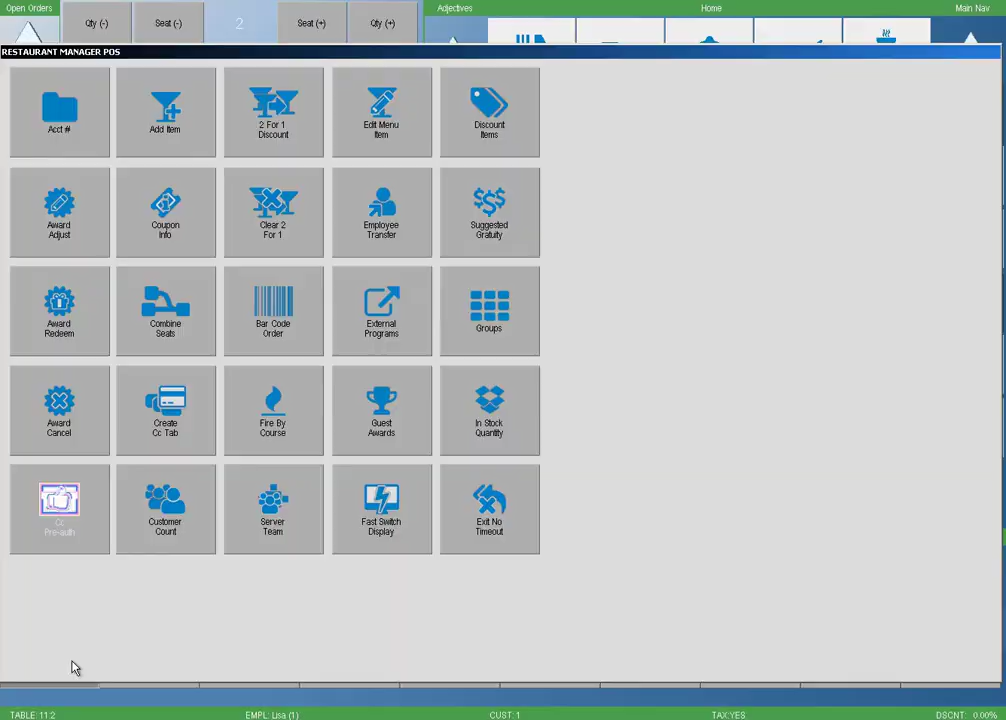 Open Orders
Qty (-)
Seat (-)
2
Seat (+)
Qty (+)
Adjectives
Home
Main Nav
RESTAURANT MANAGER POS
Acct #
Add Item
2 For 1
Discount
Edit Menu
Item
Discount
Items
Award
Adjust
Coupon
Info
Clear 2
For 1
Employee
Transfer
Suggested
Gratuity
Award
Redeem
Combine
Seats
Bar Code
Order
External
Programs
Groups
Award
Cancel
Create
Cc Tab
Fire By
Course
Guest
Awards
In Stock
Quantity
Cc
Pre-auth
Customer
Count
Server
Team
Fast Switch
Display
Exit No
Timeout
TABLE: 11:2
EMPL: Lisa (1)
CUST: 1
TAX:YES
DSCNT: 0.00%